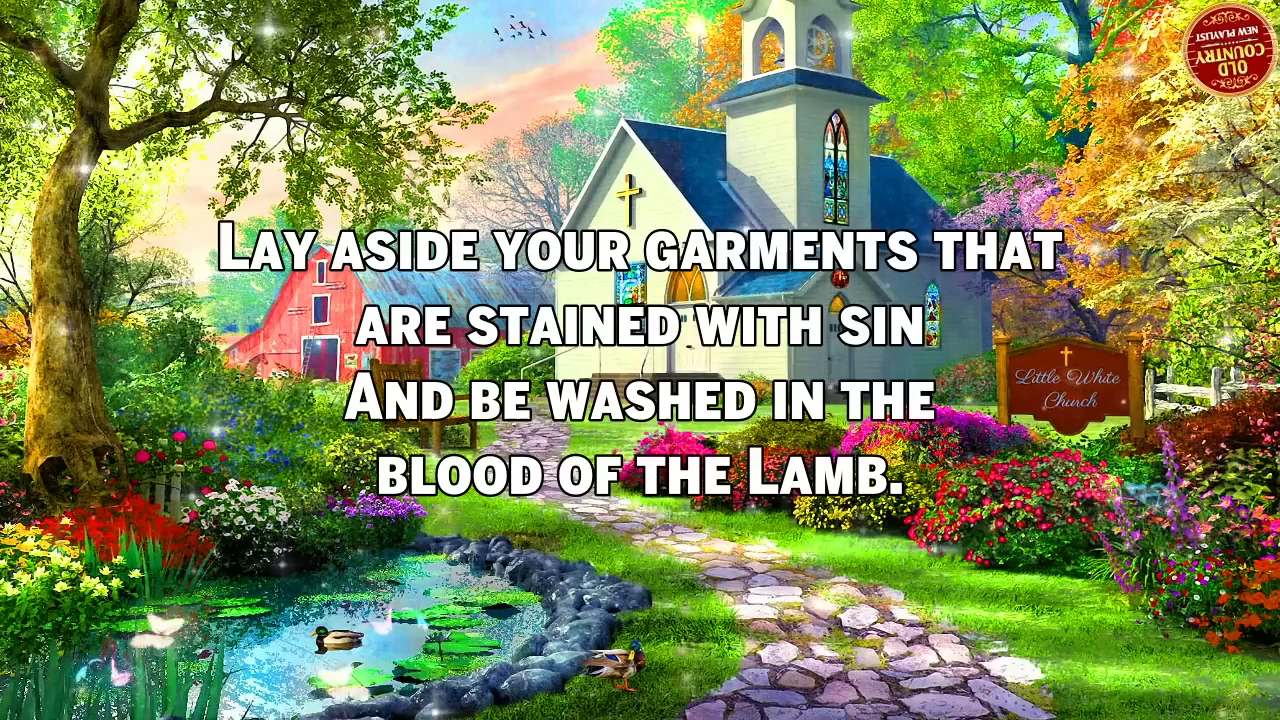 Lay aside your garments that
are stained with sin
And be washed in the
blood of the Lamb.
Little White
Church
OLD
COUNTRY
NEW PLAYLIST